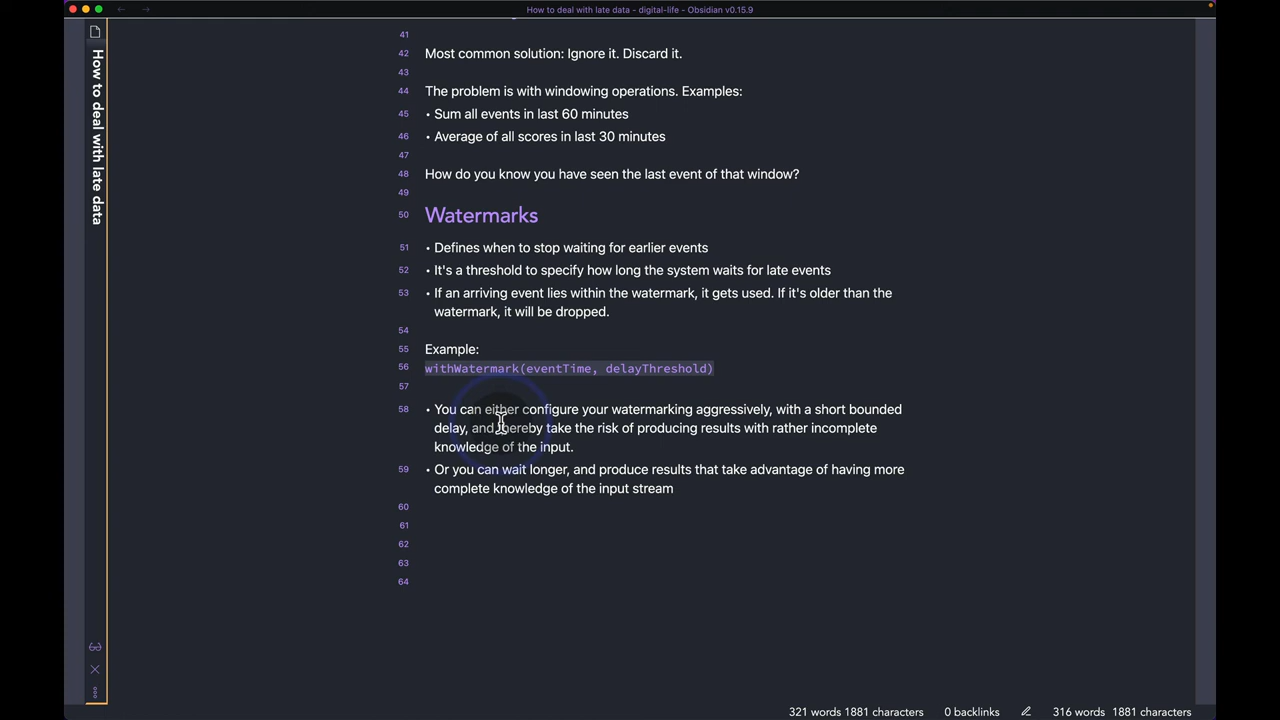 How to deal with late data - digital-life - Obsidian v0.15.9
How to deal with late data
41
42 Most common solution: Ignore it. Discard it.
43
44 The problem is with windowing operations. Examples:
45 • Sum all events in last 60 minutes
46 • Average of all scores in last 30 minutes
47
48 How do you know you have seen the last event of that window?
49
50 Watermarks
51 • Defines when to stop waiting for earlier events
52 • It's a threshold to specify how long the system waits for late events
53 • If an arriving event lies within the watermark, it gets used. If it's older than the
watermark, it will be dropped.
54
55 Example:
56 withWatermark(eventTime, delayThreshold)
57
58 • You can either configure your watermarking aggressively, with a short bounded
delay, and thereby take the risk of producing results with rather incomplete
knowledge of the input.
59 • Or you can wait longer, and produce results that take advantage of having more
complete knowledge of the input stream
60
61
62
63
64
321 words 1881 characters 0 backlinks 316 words 1881 characters